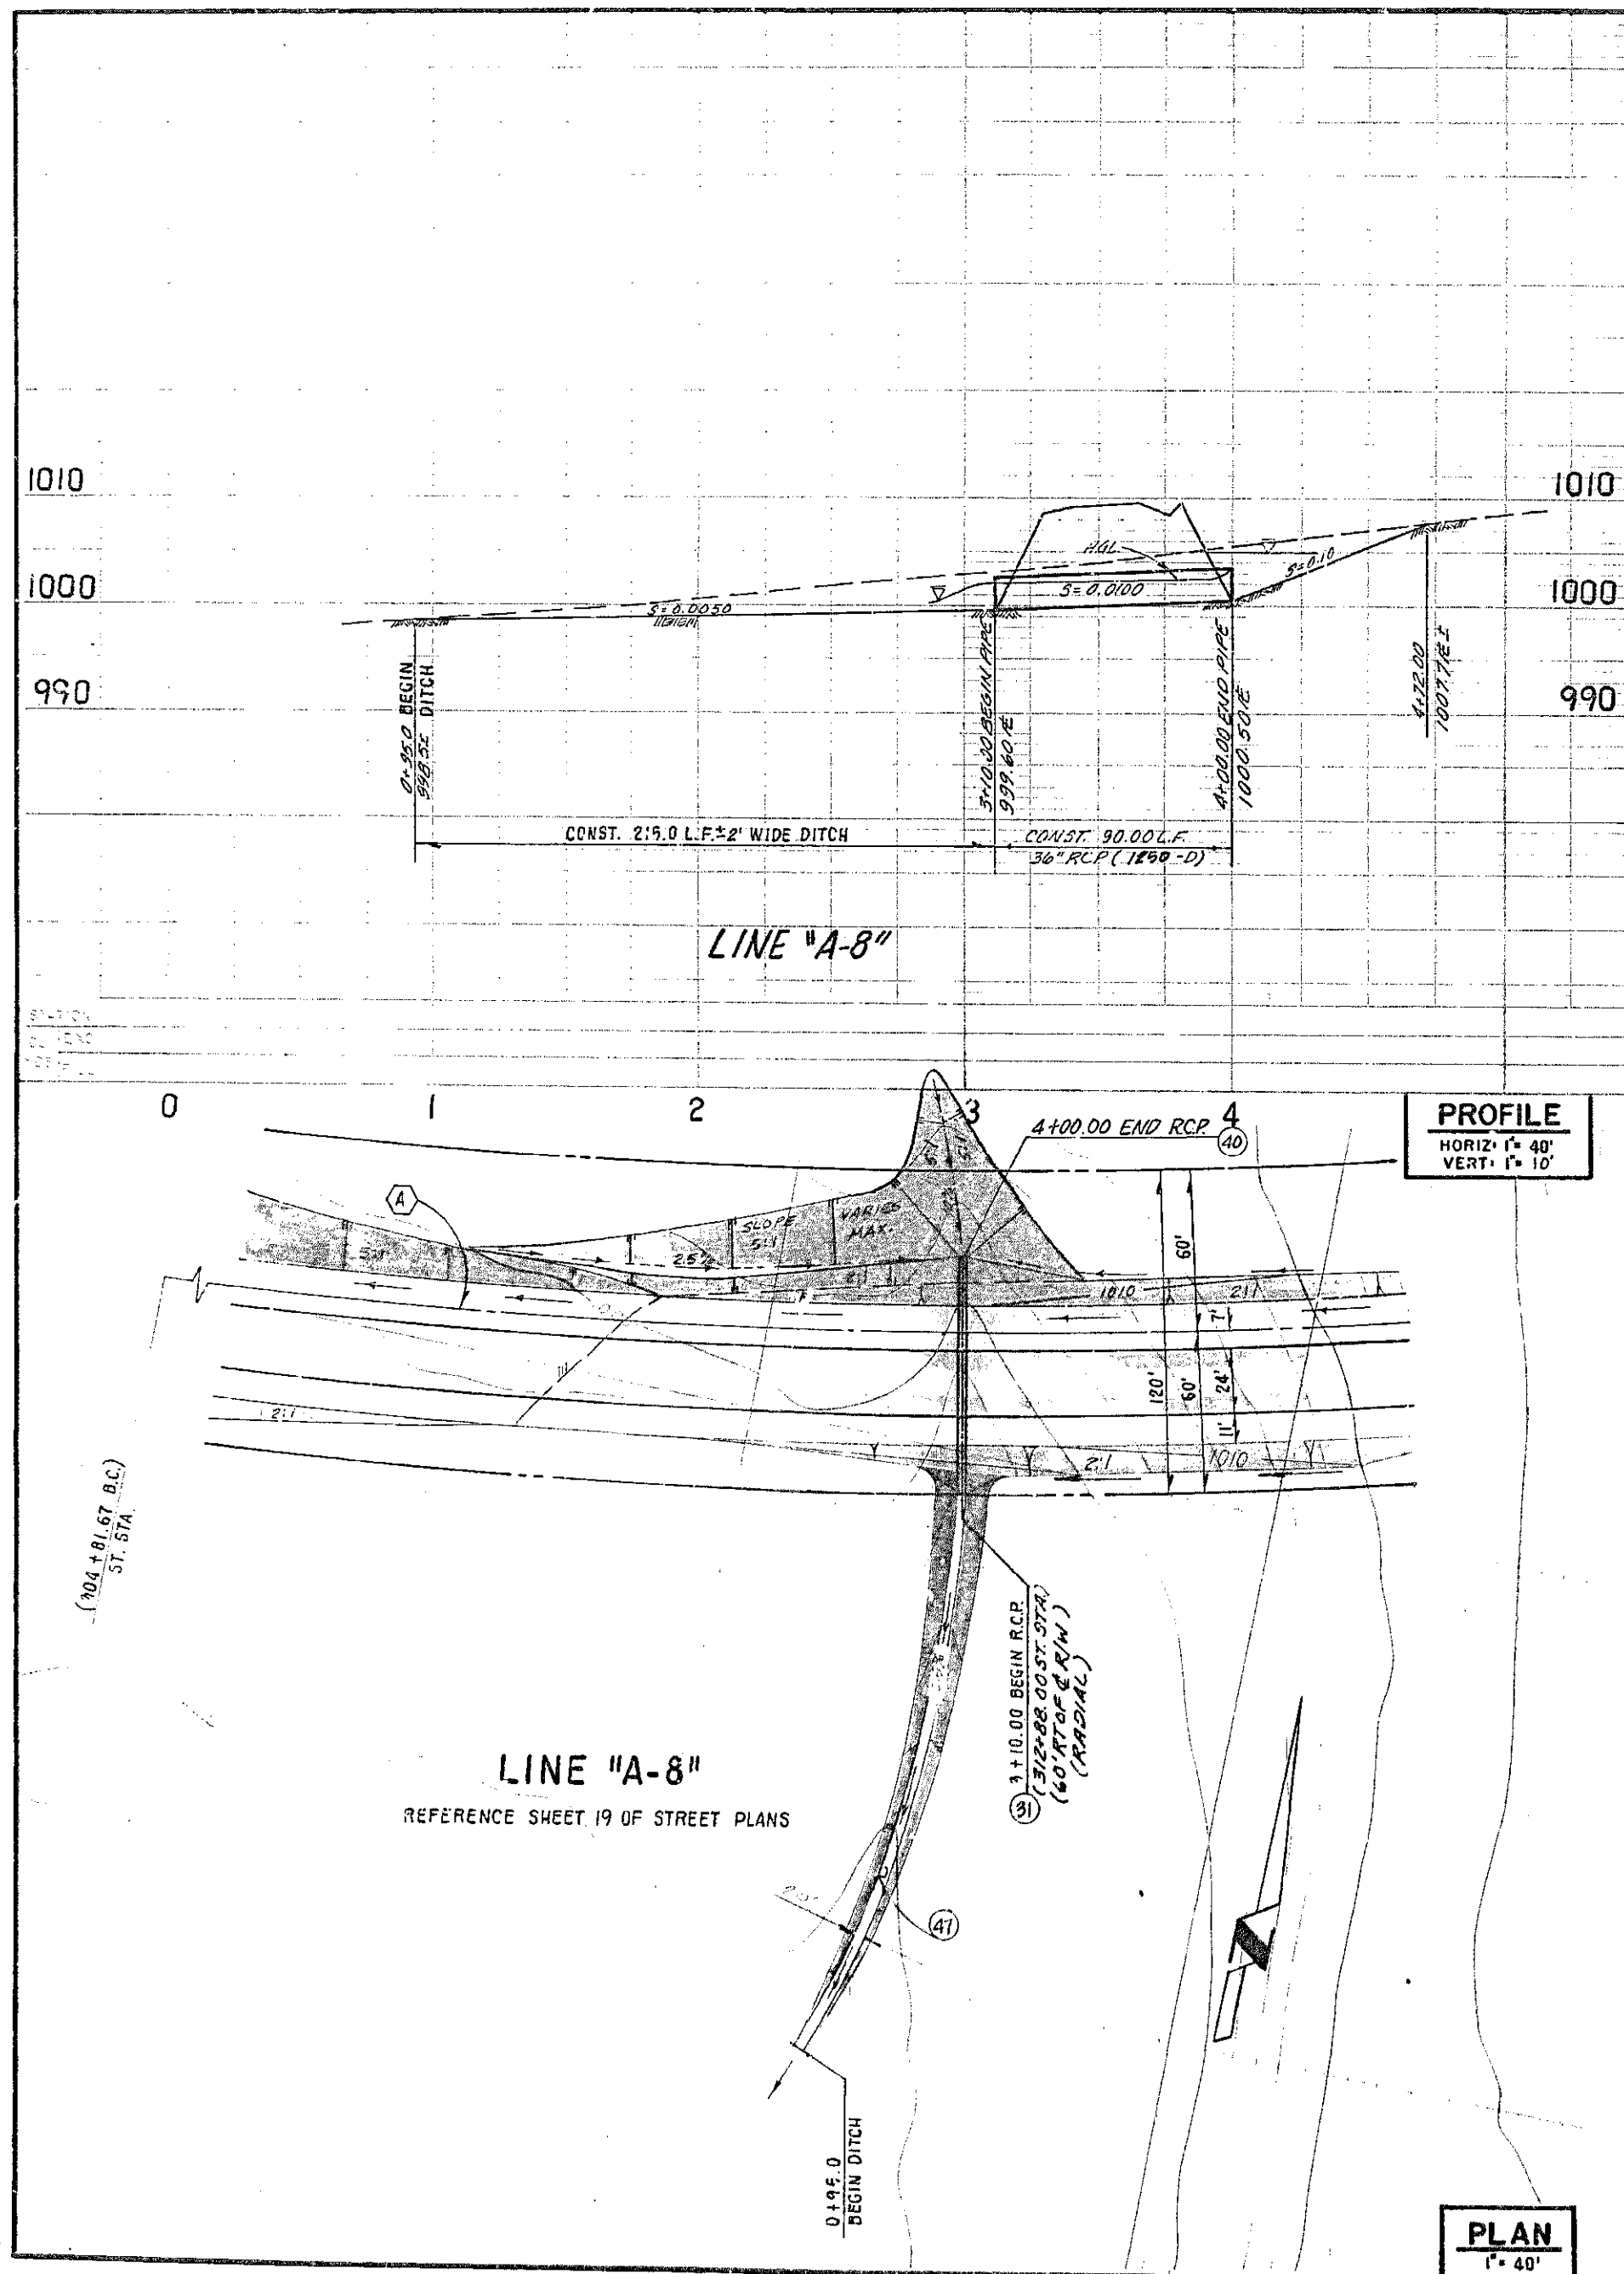 1010
1010
HGL
S=0.10
1000
S=0.0050
S=0.0100
1000
990
990
0+95.0 BEGIN
998.5± DITCH
3+10.00 BEGIN PIPE
999.60 IE
4+00.00 END PIPE
1000.50 IE
4+72.00
1007.7 IE±
CONST. 215.0 L.F.± 2' WIDE DITCH
CONST. 90.00 L.F.
36" RCP (1250-D)
LINE "A-8"
0
1
2
3
4
PROFILE
HORIZ: 1"= 40'
VERT: 1"= 10'
4+00.00 END RCP.
40
A
SLOPE
5:1
VARIES
MAX.
5:1
25'
2:1
1010
2:1
60'
7'
120'
60'
24'
11'
2:1
2:1
1010
(304+81.67 B.C.)
ST. STA.
3+10.00 BEGIN R.C.P.
(312+88.00 ST. STA.)
(60' RT OF ℄ R/W)
(RADIAL)
31
LINE "A-8"
REFERENCE SHEET 19 OF STREET PLANS
2.0'
47
0+95.0
BEGIN DITCH
PLAN
1"= 40'